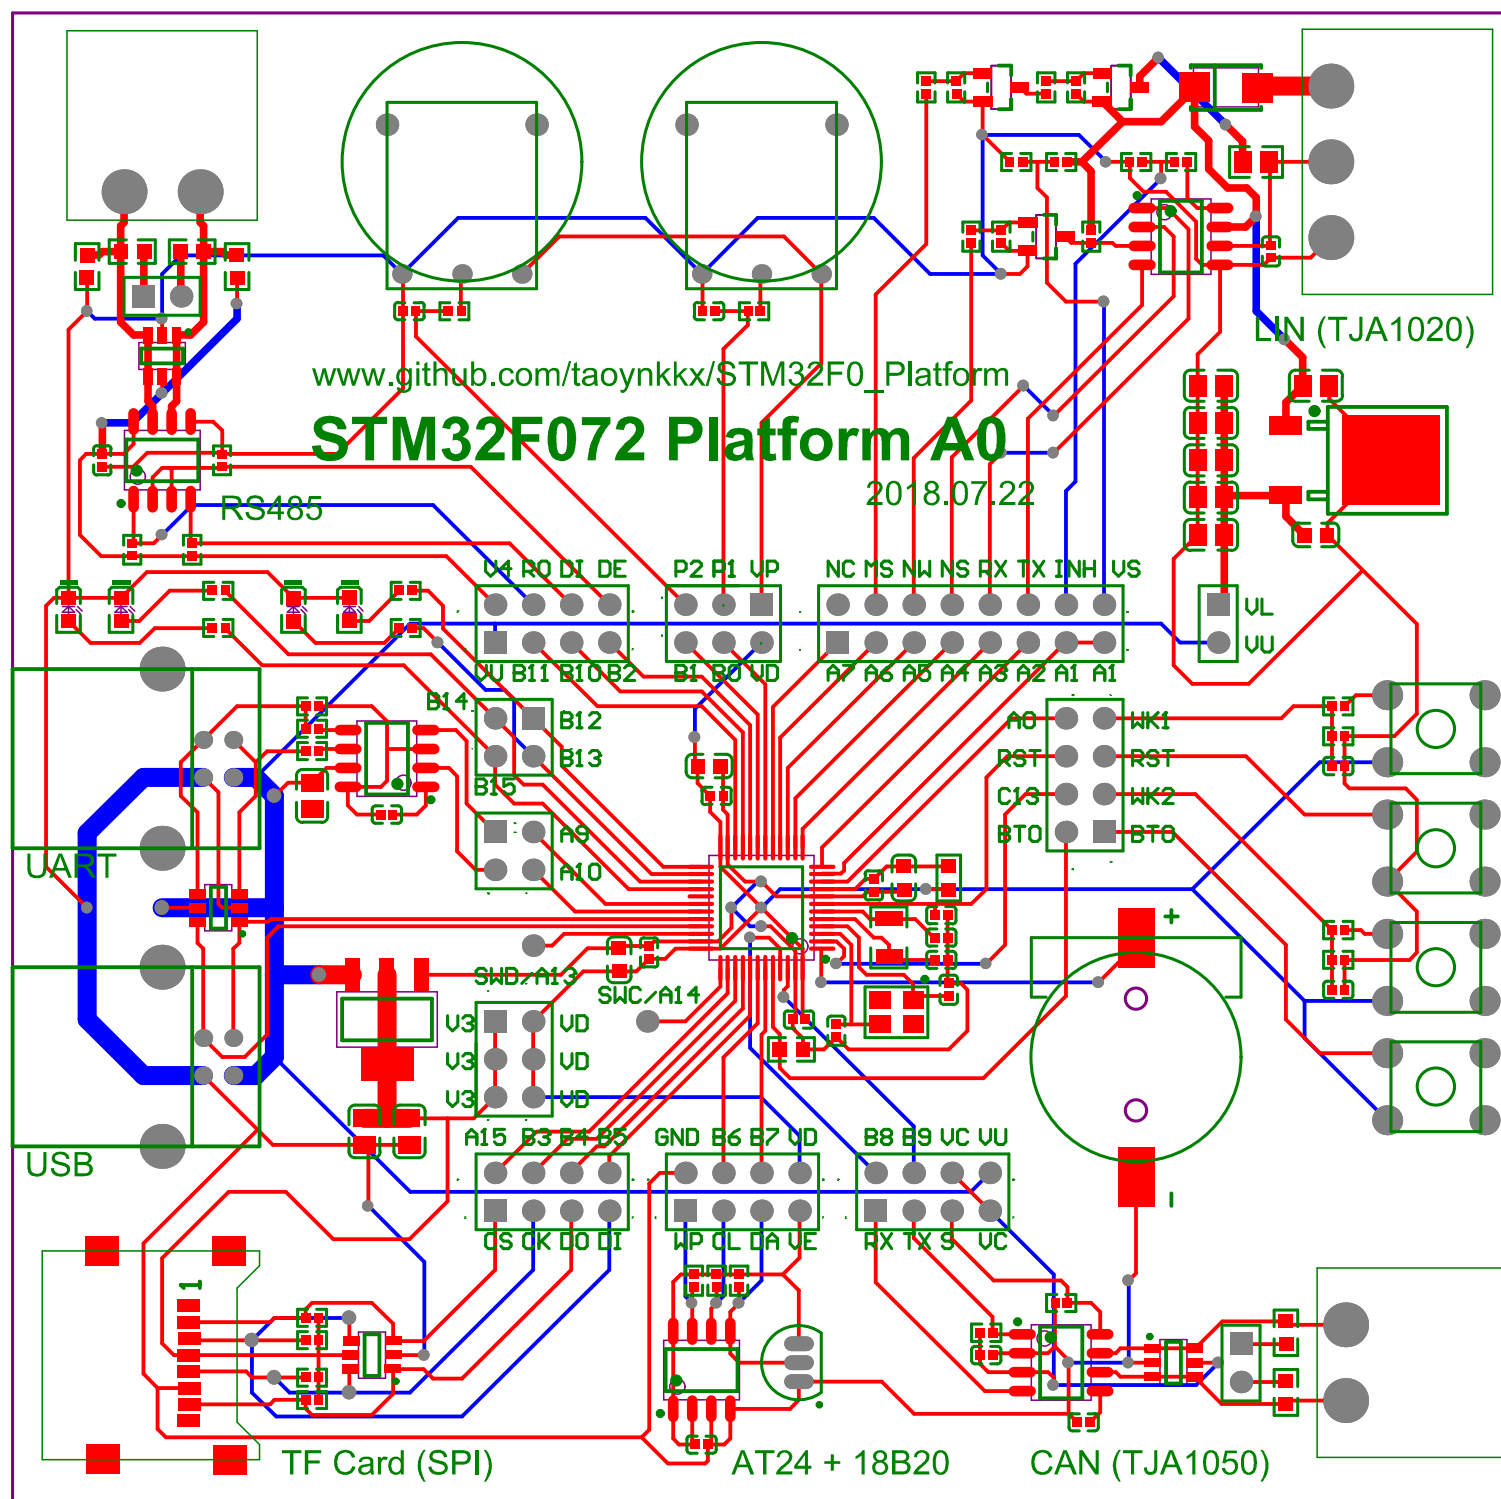 LIN (TJA1020)
www.github.com/taoynkkx/STM32F0_Platform
STM32F072 Platform A0
2018.07.22
RS485
V4 RO DI DE
P2 P1 VP
NC MS NW NS RX TX INH VS
VL
VU
VU B11 B10 B2
B1 B0 VD
A7 A6 A5 A4 A3 A2 A1 A1
B14
B12
B13
B15
A0 WK1
RST RST
C13 WK2
BT0 BT0
A9
A10
UART
+
SWD/A13
SWC/A14
V3 VD
V3 VD
V3 VD
USB
A15 B3 B4 B5
GND B6 B7 VD
B8 B9 VC VU
CS CK DO DI
WP CL DA VE
RX TX S VC
1
TF Card (SPI)
AT24 + 18B20
CAN (TJA1050)